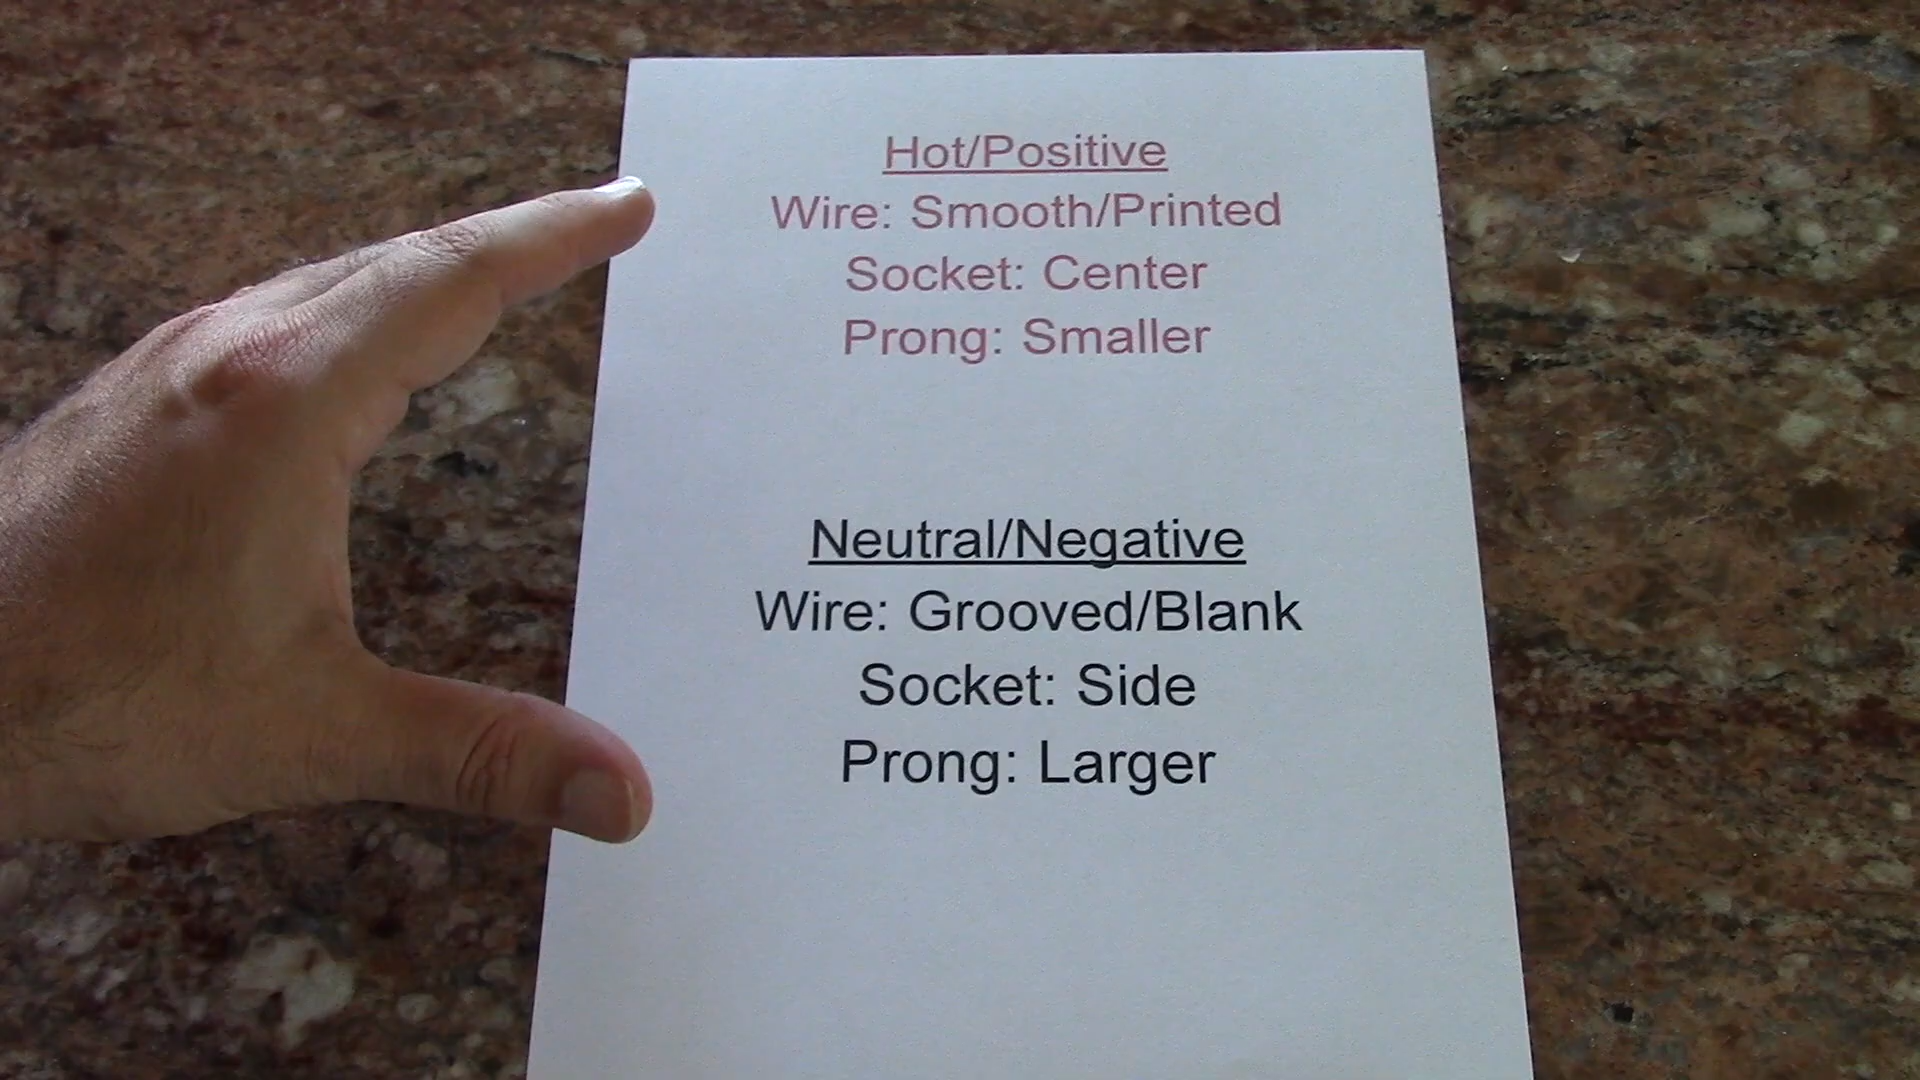 Hot/Positive
Wire: Smooth/Printed
Socket: Center
Prong: Smaller
Neutral/Negative
Wire: Grooved/Blank
Socket: Side
Prong: Larger